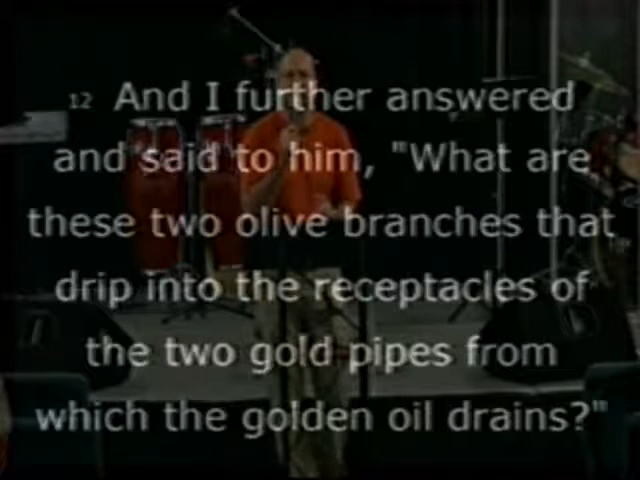 12 And I further answered
and said to him, "What are
these two olive branches that
drip into the receptacles of
the two gold pipes from
which the golden oil drains?"